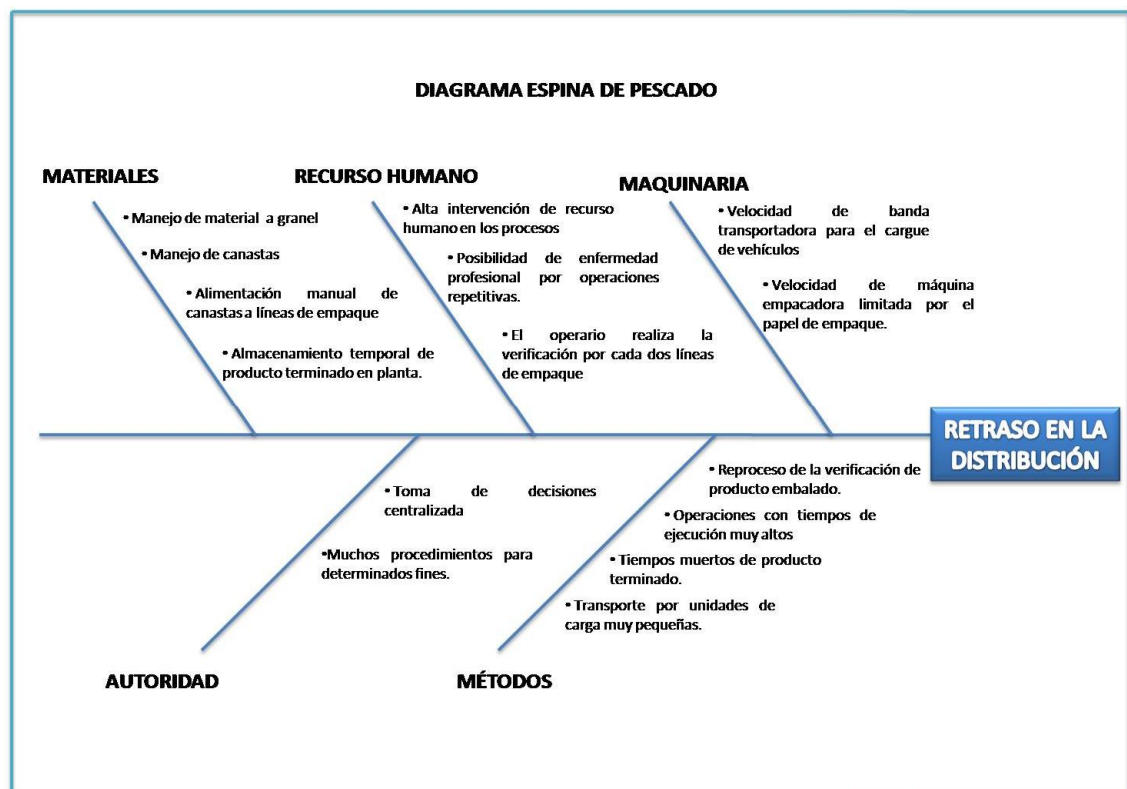 DIAGRAMA ESPINA DE PESCADO
MATERIALES
• Manejo de material a granel
• Manejo de canastas
• Alimentación manual de
canastas a líneas de empaque
• Almacenamiento temporal de
producto terminado en planta.
RECURSO HUMANO
• Alta intervención de recurso
humano en los procesos
• Posibilidad de enfermedad
profesional por operaciones
repetitivas.
• El operario realiza la
verificación por cada dos líneas
de empaque
MAQUINARIA
• Velocidad de banda
transportadora para el cargue
de vehículos
• Velocidad de máquina
empacadora limitada por el
papel de empaque.
RETRASO EN LA
DISTRIBUCIÓN
• Toma de decisiones
centralizada
•Muchos procedimientos para
determinados fines.
AUTORIDAD
• Reproceso de la verificación de
producto embalado.
• Operaciones con tiempos de
ejecución muy altos
• Tiempos muertos de producto
terminado.
• Transporte por unidades de
carga muy pequeñas.
MÉTODOS